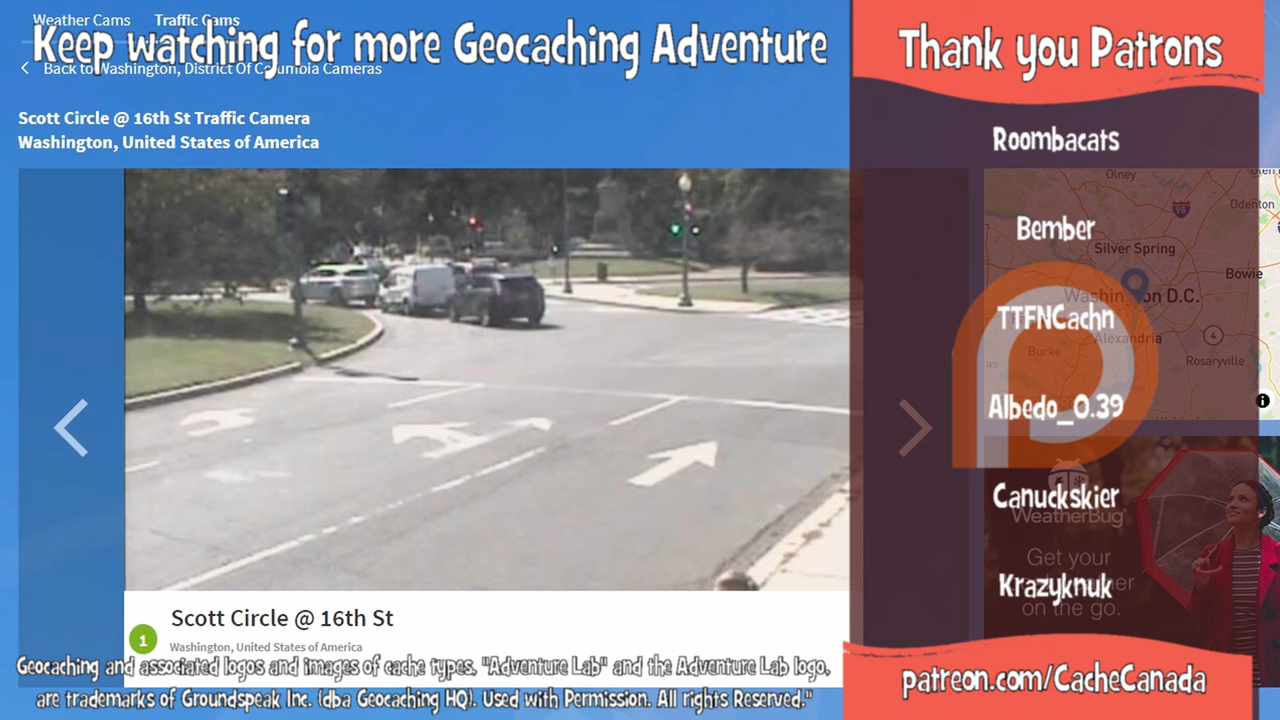 Weather Cams Traffic Cams
Keep watching for more Geocaching Adventure
Back to Washington, District Of Columbia Cameras
Scott Circle @ 16th St Traffic Camera
Washington, United States of America
Scott Circle @ 16th St
1
Washington, United States of America
Geocaching and associated logos and images of cache types, "Adventure Lab" and the Adventure Lab logo,
are trademarks of Groundspeak Inc. (dba Geocaching HQ). Used with Permission. All rights Reserved."
Thank you Patrons
Roombacats
Bember
TTFNCachn
Albedo_0.39
Canuckskier
Krazyknuk
patreon.com/CacheCanada
Olney
Odenton
95
Silver Spring
Bowie
Washington D.C.
Alexandria
4
Burke
Rosaryville
WeatherBug
Get your
on the go.